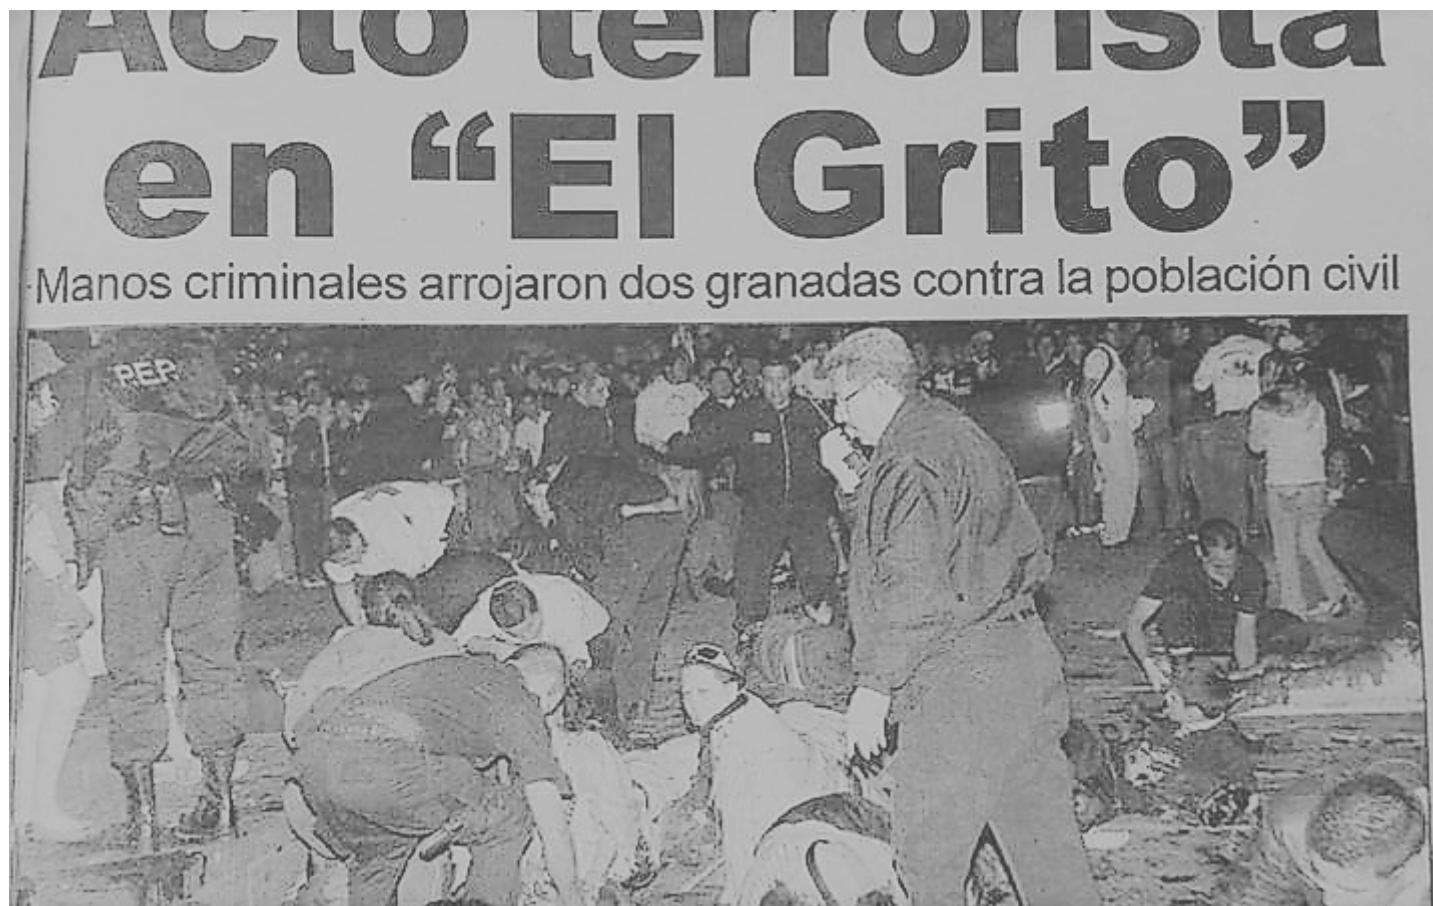 Acto terrorista
en “El Grito”
Manos criminales arrojaron dos granadas contra la población civil
PEP